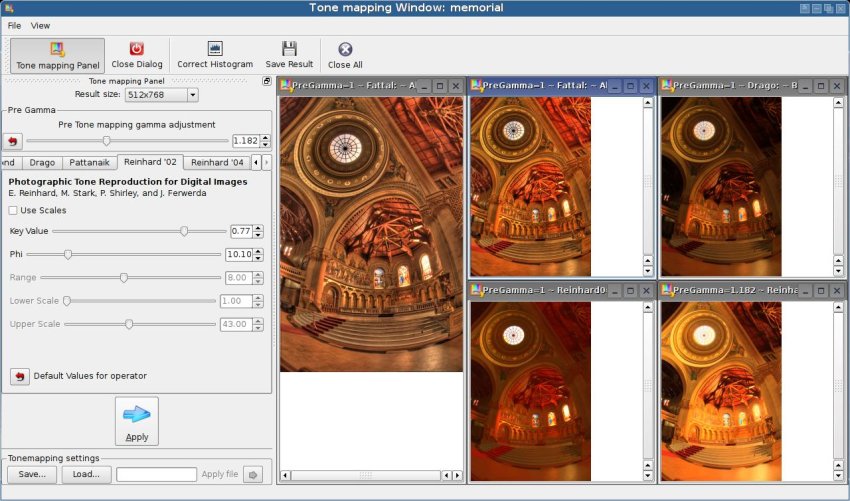 Tone mapping Window: memorial
File View
Tone mapping Panel
Close Dialog
Correct Histogram
Save Result
Close All
Tone mapping Panel
Result size: 512x768
Pre Gamma
Pre Tone mapping gamma adjustment
1.182
ond Drago Pattanaik Reinhard '02 Reinhard '04
Photographic Tone Reproduction for Digital Images
E. Reinhard, M. Stark, P. Shirley, and J. Ferwerda
Use Scales
Key Value 0.77
Phi 10.10
Range 8.00
Lower Scale 1.00
Upper Scale 43.00
Default Values for operator
Apply
Tonemapping settings
Save... Load... Apply file
PreGamma=1 ~ Fattal: ~ Al
PreGamma=1 ~ Fattal: ~ Al
PreGamma=1 ~ Drago: ~ B
PreGamma=1 ~ Reinhard0
PreGamma=1.182 ~ Reinha